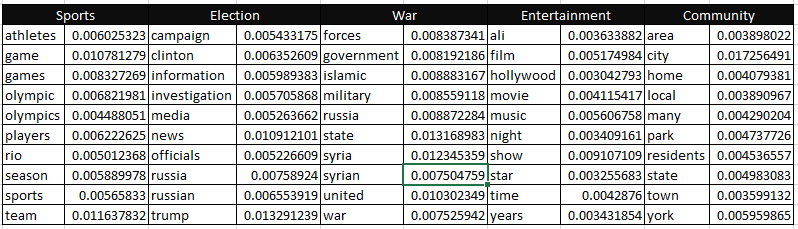 Sports Election War Entertainment Community
athletes 0.006025323 campaign 0.005433175 forces 0.008387341 ali 0.003633882 area 0.003898022
game 0.010781279 clinton 0.006352609 government 0.008192186 film 0.005174984 city 0.017256491
games 0.008327269 information 0.005989383 islamic 0.008883167 hollywood 0.003042793 home 0.004079381
olympic 0.006821981 investigation 0.005705868 military 0.008559118 movie 0.004115417 local 0.003890967
olympics 0.004488051 media 0.005263662 russia 0.008872284 music 0.005606758 many 0.004290204
players 0.006222625 news 0.010912101 state 0.013168983 night 0.003409161 park 0.004737726
rio 0.005012368 officials 0.005226609 syria 0.012345359 show 0.009107109 residents 0.004536557
season 0.005889978 russia 0.00758924 syrian 0.007504759 star 0.003255683 state 0.004983083
sports 0.00565833 russian 0.006553919 united 0.010302349 time 0.0042876 town 0.003599132
team 0.011637832 trump 0.013291239 war 0.007525942 years 0.003431854 york 0.005959865